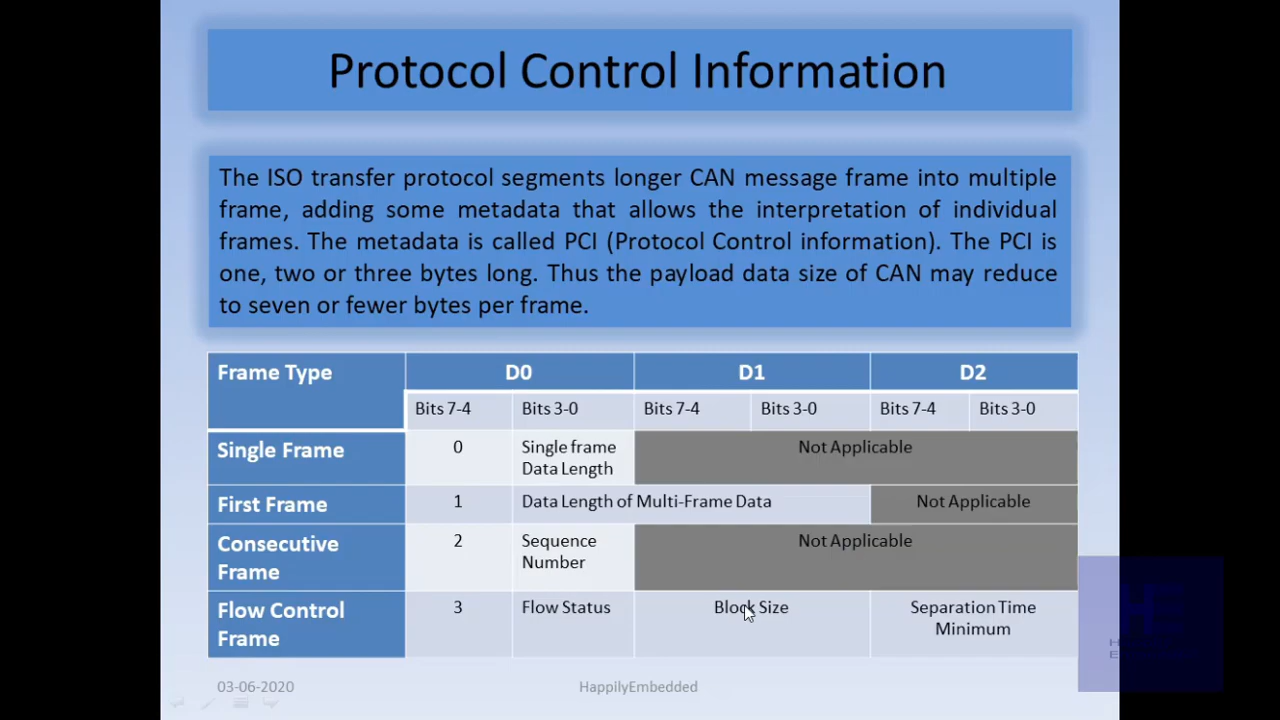 Protocol Control Information
The ISO transfer protocol segments longer CAN message frame into multiple
frame, adding some metadata that allows the interpretation of individual
frames. The metadata is called PCI (Protocol Control information). The PCI is
one, two or three bytes long. Thus the payload data size of CAN may reduce
to seven or fewer bytes per frame.
Frame Type D0 D1 D2
Bits 7-4 Bits 3-0 Bits 7-4 Bits 3-0 Bits 7-4 Bits 3-0
Single Frame 0 Single frame Not Applicable
Data Length
First Frame 1 Data Length of Multi-Frame Data Not Applicable
Consecutive 2 Sequence Not Applicable
Frame Number
Flow Control 3 Flow Status Block Size Separation Time
Frame Minimum
03-06-2020 HappilyEmbedded
HE